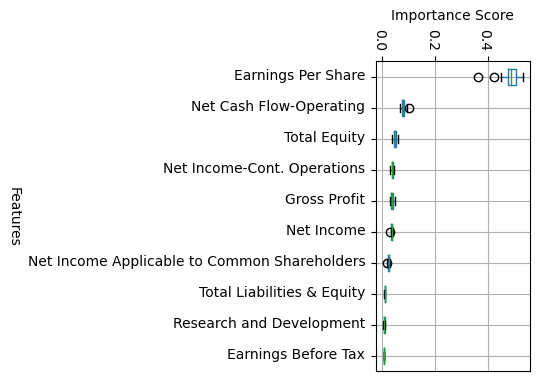 Importance Score
0.0
0.2
0.4
Earnings Per Share
Net Cash Flow-Operating
Total Equity
Net Income-Cont. Operations
Gross Profit
Net Income
Net Income Applicable to Common Shareholders
Total Liabilities & Equity
Research and Development
Earnings Before Tax
Features